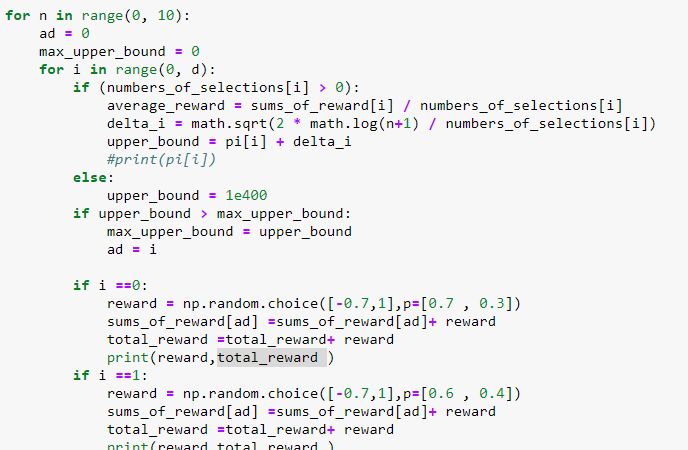 for n in range(0, 10):
    ad = 0
    max_upper_bound = 0
    for i in range(0, d):
        if (numbers_of_selections[i] > 0):
            average_reward = sums_of_reward[i] / numbers_of_selections[i]
            delta_i = math.sqrt(2 * math.log(n+1) / numbers_of_selections[i])
            upper_bound = pi[i] + delta_i
            #print(pi[i])
        else:
            upper_bound = 1e400
        if upper_bound > max_upper_bound:
            max_upper_bound = upper_bound
            ad = i
        if i ==0:
            reward = np.random.choice([-0.7,1],p=[0.7 , 0.3])
            sums_of_reward[ad] =sums_of_reward[ad]+ reward
            total_reward =total_reward+ reward
            print(reward,total_reward )
        if i ==1:
            reward = np.random.choice([-0.7,1],p=[0.6 , 0.4])
            sums_of_reward[ad] =sums_of_reward[ad]+ reward
            total_reward =total_reward+ reward
            print(reward,total_reward )